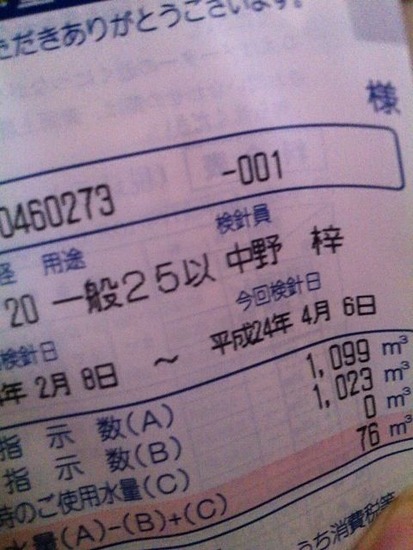 ただきありがとうございます。
様
0460273 -001
径 用途 検針員
20 一般25以 中野 梓
検針日 今回検針日
年 2月 8日 ～ 平成24年 4月 6日
指示数(A) 1,099 m³
指示数(B) 1,023 m³
時のご使用水量(C) 0 m³
水量(A)-(B)+(C) 76 m³
うち消費税等